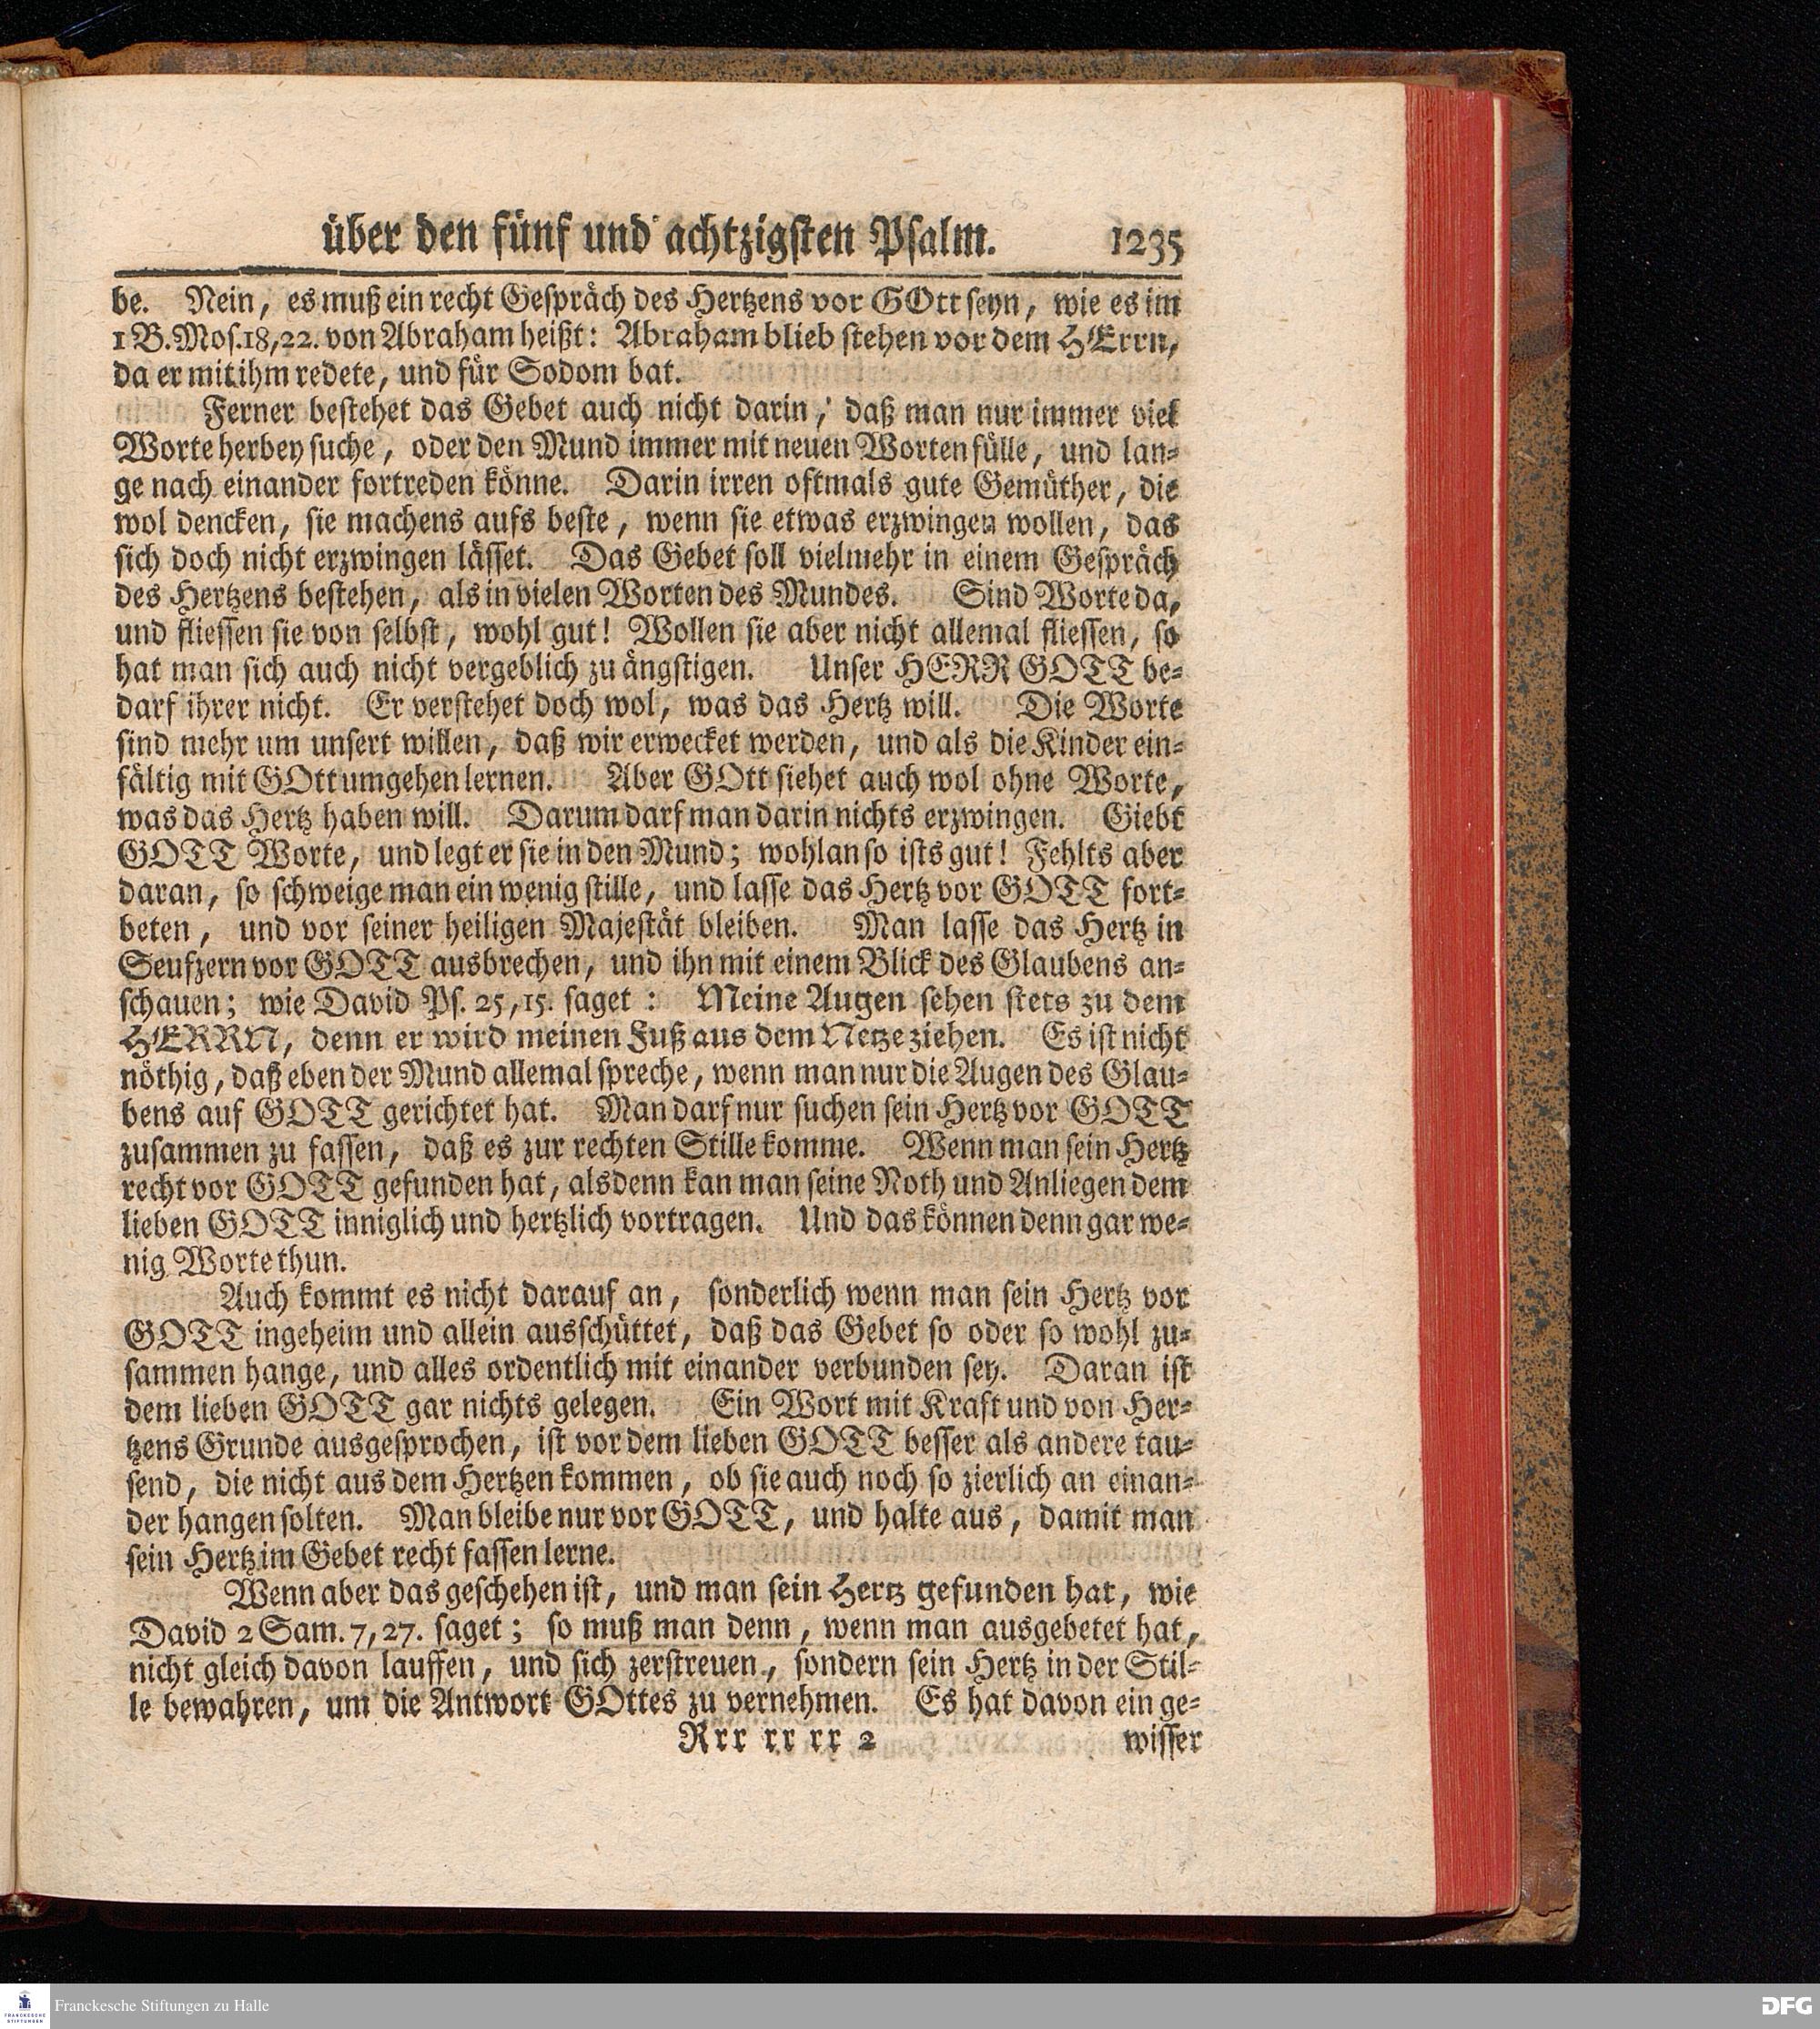 über den fünf und achtzigsten Psalm. 1235
be. Nein, es muß ein recht Gespräch des Hertzens vor GOtt seyn, wie es im
1 B. Mos. 18, 22. von Abraham heißt: Abraham blieb stehen vor dem HErrn,
da er mit ihm redete, und für Sodom bat.
Ferner bestehet das Gebet auch nicht darin, daß man nur immer viel
Worte herbey suche, oder den Mund immer mit neuen Worten fülle, und lan-
ge nach einander fortreden könne. Darin irren oftmals gute Gemüther, die
wol dencken, sie machens aufs beste, wenn sie etwas erzwingen wollen, das
sich doch nicht erzwingen lässet. Das Gebet soll vielmehr in einem Gespräch
des Hertzens bestehen, als in vielen Worten des Mundes. Sind Worte da,
und fliessen sie von selbst, wohl gut! Wollen sie aber nicht allemal fliessen, so
hat man sich auch nicht vergeblich zu ängstigen. Unser HERR GOTT be-
darf ihrer nicht. Er verstehet doch wol, was das Hertz will. Die Worte
sind mehr um unsert willen, daß wir erwecket werden, und als die Kinder ein-
fältig mit GOtt umgehen lernen. Aber GOtt siehet auch wol ohne Worte,
was das Hertz haben will. Darum darf man darin nichts erzwingen. Giebt
GOTT Worte, und legt er sie in den Mund; wohlan so ists gut! Fehlts aber
daran, so schweige man ein wenig stille, und lasse das Hertz vor GOTT fort-
beten, und vor seiner heiligen Majestät bleiben. Man lasse das Hertz in
Seufzern vor GOTT ausbrechen, und ihn mit einem Blick des Glaubens an-
schauen; wie David Ps. 25, 15. saget: Meine Augen sehen stets zu dem
HERRN, denn er wird meinen Fuß aus dem Netze ziehen. Es ist nicht
nöthig, daß eben der Mund allemal spreche, wenn man nur die Augen des Glau-
bens auf GOTT gerichtet hat. Man darf nur suchen sein Hertz vor GOTT
zusammen zu fassen, daß es zur rechten Stille komme. Wenn man sein Hertz
recht vor GOTT gefunden hat, alsdenn kan man seine Noth und Anliegen dem
lieben GOTT inniglich und hertzlich vortragen. Und das können denn gar we-
nig Worte thun.
Auch kommt es nicht darauf an, sonderlich wenn man sein Hertz vor
GOTT ingeheim und allein ausschüttet, daß das Gebet so oder so wohl zu-
sammen hange, und alles ordentlich mit einander verbunden sey. Daran ist
dem lieben GOTT gar nichts gelegen. Ein Wort mit Kraft und von Her-
tzens Grunde ausgesprochen, ist vor dem lieben GOTT besser als andere tau-
send, die nicht aus dem Hertzen kommen, ob sie auch noch so zierlich an einan-
der hangen solten. Man bleibe nur vor GOTT, und halte aus, damit man
sein Hertz im Gebet recht fassen lerne.
Wenn aber das geschehen ist, und man sein Hertz gefunden hat, wie
David 2 Sam. 7, 27. saget; so muß man denn, wenn man ausgebetet hat,
nicht gleich davon lauffen, und sich zerstreuen, sondern sein Hertz in der Stil-
le bewahren, um die Antwort GOttes zu vernehmen. Es hat davon ein ge-
Rrr rr rr 2 wisser
FRANCKESCHE STIFTUNGEN
Franckesche Stiftungen zu Halle
DFG